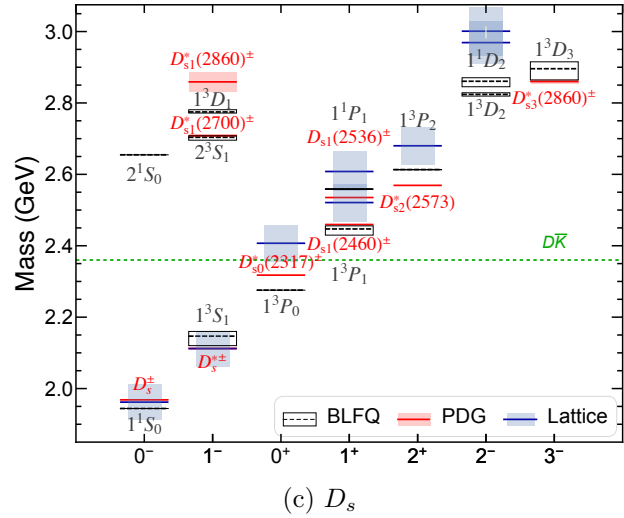 3.0
2.8
2.6
2.4
2.2
2.0
Mass (GeV)
D*s1(2860)±
1³D₁
D*s1(2700)±
2³S₁
2¹S₀
1¹P₁
Ds1(2536)±
1³P₂
D*s2(2573)
1¹D₂
1³D₂
1³D₃
D*s3(2860)±
Ds1(2460)±
D*s0(2317)±
1³P₁
1³P₀
DK̅
1³S₁
Ds*±
Ds±
1¹S₀
BLFQ PDG Lattice
0⁻ 1⁻ 0⁺ 1⁺ 2⁺ 2⁻ 3⁻
(c) Ds